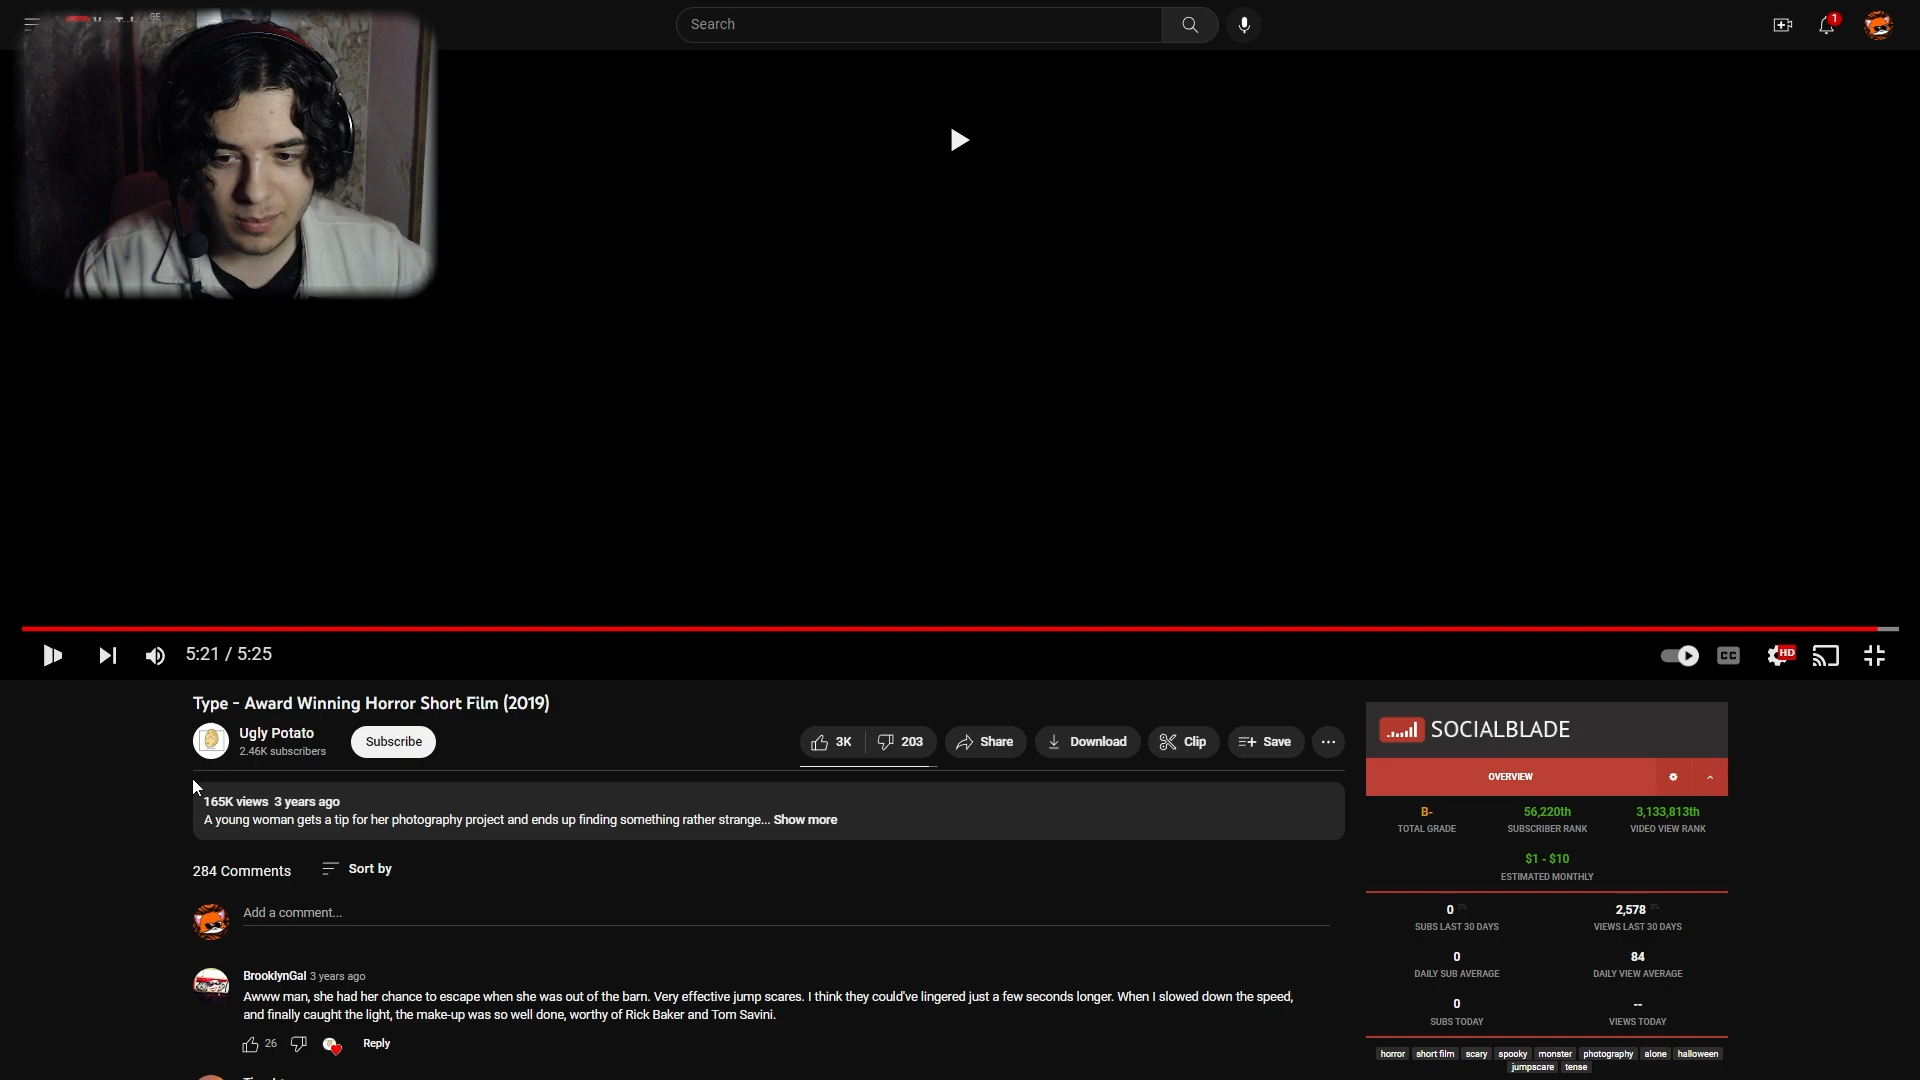 GE
Search
1
5:21 / 5:25
CC
HD
Type - Award Winning Horror Short Film (2019)
Ugly Potato
2.46K subscribers
Subscribe
3K
203
Share
Download
Clip
Save
165K views 3 years ago
A young woman gets a tip for her photography project and ends up finding something rather strange... Show more
284 Comments
Sort by
Add a comment...
BrooklynGal 3 years ago
Awww man, she had her chance to escape when she was out of the barn. Very effective jump scares. I think they could've lingered just a few seconds longer. When I slowed down the speed,
and finally caught the light, the make-up was so well done, worthy of Rick Baker and Tom Savini.
26
Reply
SOCIALBLADE
OVERVIEW
B- 56,220th 3,133,813th
TOTAL GRADE SUBSCRIBER RANK VIDEO VIEW RANK
$1 - $10
ESTIMATED MONTHLY
0 0% 2,578 0%
SUBS LAST 30 DAYS VIEWS LAST 30 DAYS
0 84
DAILY SUB AVERAGE DAILY VIEW AVERAGE
0 --
SUBS TODAY VIEWS TODAY
horror short film scary spooky monster photography alone halloween
jumpscare tense